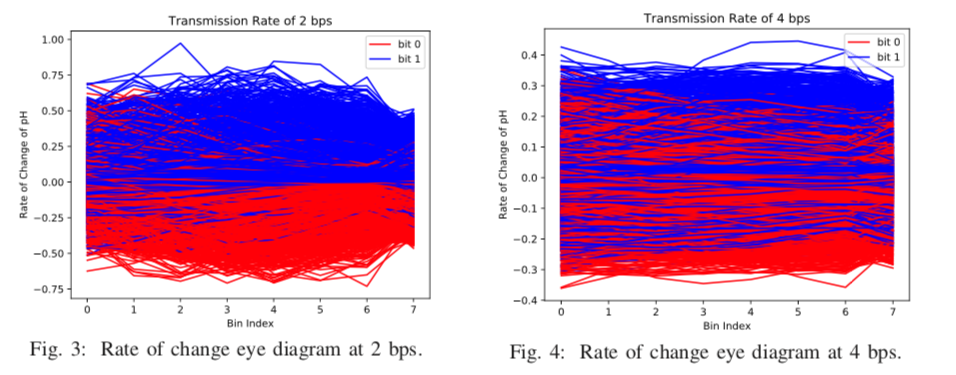 Transmission Rate of 2 bps
1.00
0.75
0.50
0.25
0.00
−0.25
−0.50
−0.75
Rate of Change of pH
bit 0
bit 1
0 1 2 3 4 5 6 7
Bin Index
Fig. 3: Rate of change eye diagram at 2 bps.
Transmission Rate of 4 bps
0.4
0.3
0.2
0.1
0.0
−0.1
−0.2
−0.3
−0.4
Rate of Change of pH
bit 0
bit 1
0 1 2 3 4 5 6 7
Bin Index
Fig. 4: Rate of change eye diagram at 4 bps.